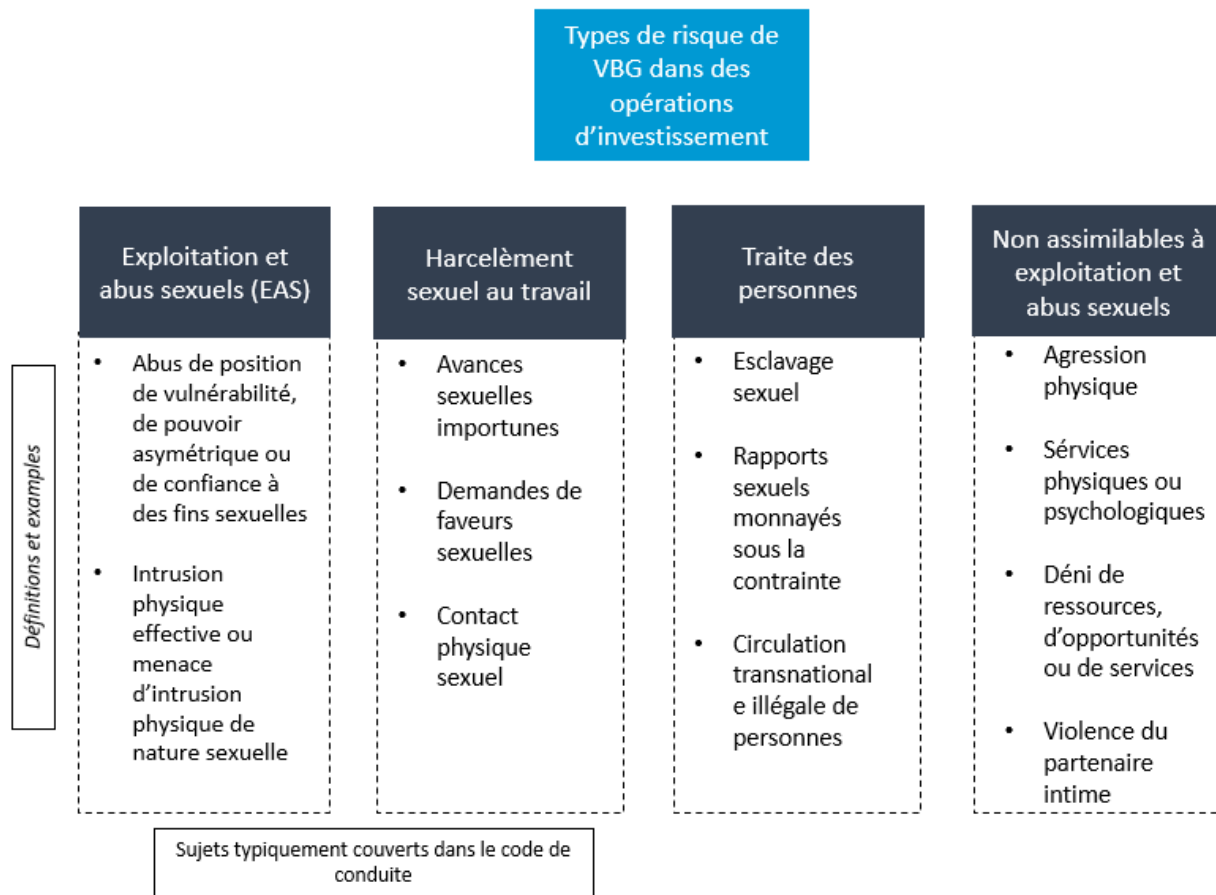 Types de risque de
VBG dans des
opérations
d'investissement
Exploitation et
abus sexuels (EAS)
Harcelèment
sexuel au travail
Traite des
personnes
Non assimilables à
exploitation et
abus sexuels
Définitions et examples
• Abus de position
de vulnérabilité,
de pouvoir
asymétrique ou
de confiance à
des fins sexuelles
• Intrusion
physique
effective ou
menace
d'intrusion
physique de
nature sexuelle
• Avances
sexuelles
importunes
• Demandes de
faveurs
sexuelles
• Contact
physique
sexuel
• Esclavage
sexuel
• Rapports
sexuels
monnayés
sous la
contrainte
• Circulation
transnational
e illégale de
personnes
• Agression
physique
• Sérvices
physiques ou
psychologiques
• Déni de
ressources,
d'opportunités
ou de services
• Violence du
partenaire
intime
Sujets typiquement couverts dans le code de
conduite